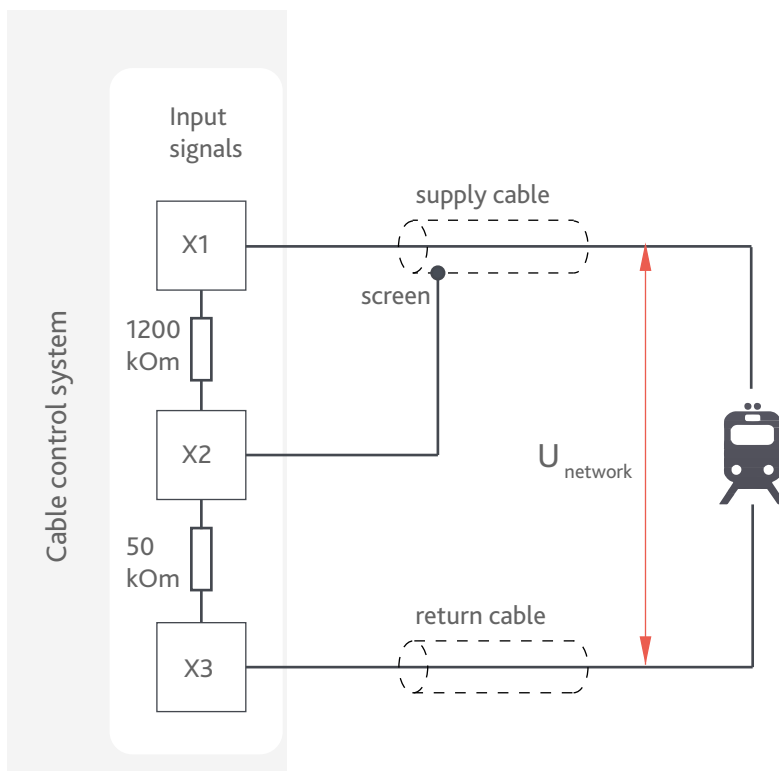 Input
signals
supply cable
X1
screen
1200
kOm
Cable control system
X2
U network
50
kOm
return cable
X3